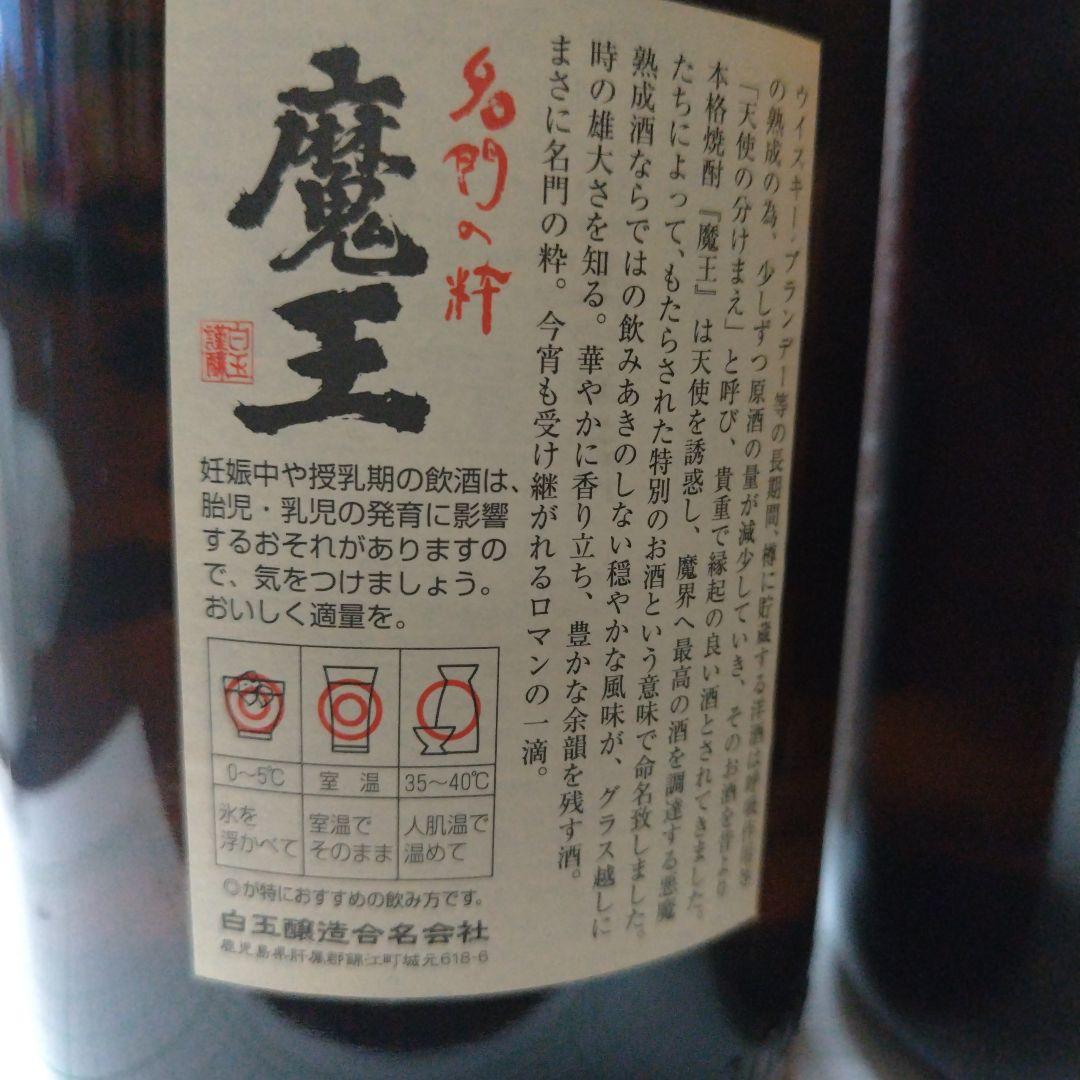 ウイスキー・ブランデー等の長期間、樽に貯蔵する洋酒は呼吸作用等
の熟成の為、少しずつ原酒の量が減少していき、そのお酒を昔より
「天使の分けまえ」と呼び、貴重で縁起の良い酒とされてきました。
本格焼酎『魔王』は天使を誘惑し、魔界へ最高の酒を調達する悪魔
たちによって、もたらされた特別のお酒という意味で命名致しました。
熟成酒ならではの飲みあきのしない穏やかな風味が、グラス越しに
時の雄大さを知る。華やかに香り立ち、豊かな余韻を残す酒。
まさに名門の粋。今宵も受け継がれるロマンの一滴。
名門の粋
魔王
白玉
謹醸
妊娠中や授乳期の飲酒は、
胎児・乳児の発育に影響
するおそれがありますの
で、気をつけましょう。
おいしく適量を。
0〜5℃ 室温 35〜40℃
氷を
浮かべて
室温で
そのまま
人肌温で
温めて
◎が特におすすめの飲み方です。
白玉醸造合名会社
鹿児島県肝属郡錦江町城元618-6